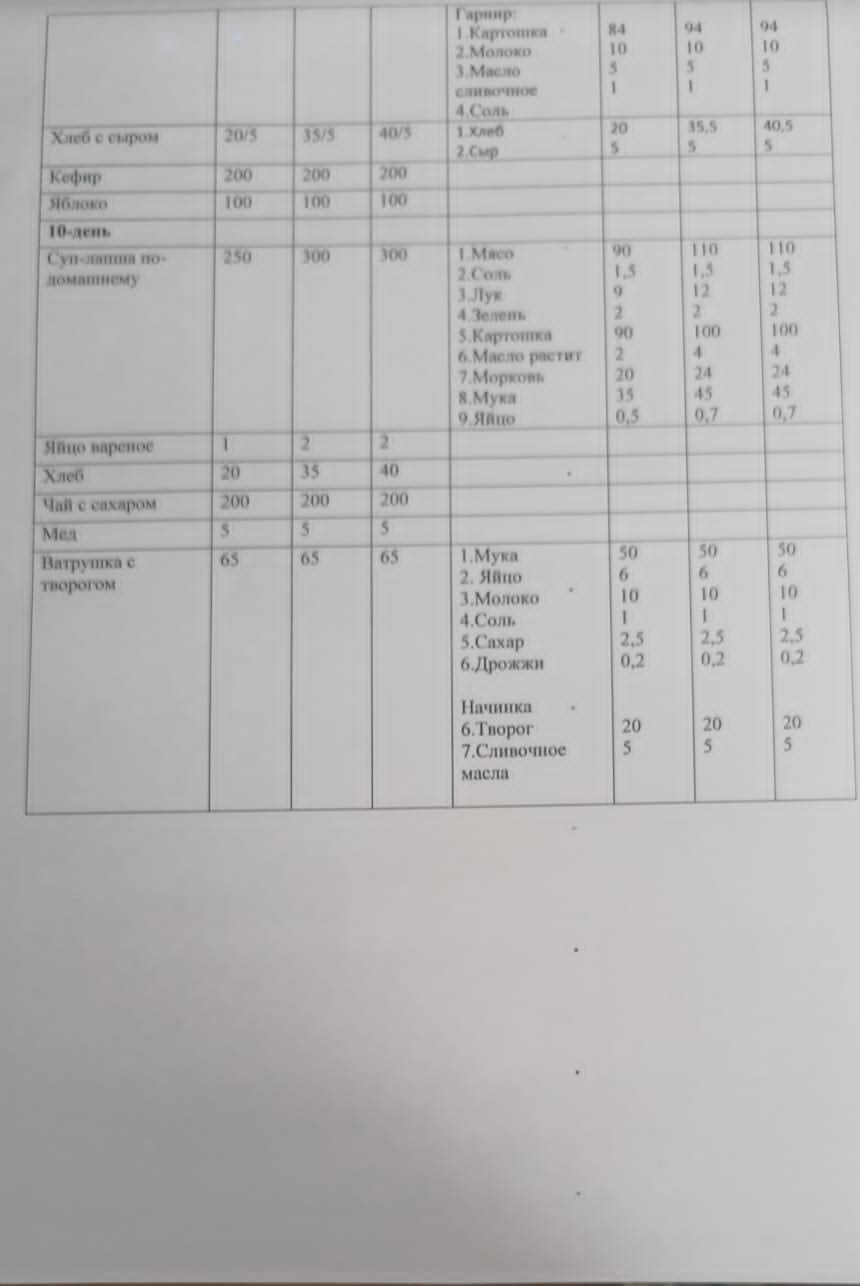 Гарнир:
1.Картошка 84 94 94
2.Молоко 10 10 10
3.Масло 5 5 5
сливочное 1 1 1
4.Соль
Хлеб с сыром 20/5 35/5 40/5 1.Хлеб 20 35,5 40,5
2.Сыр 5 5 5
Кефир 200 200 200
Яблоко 100 100 100
10-день
Суп-лапша по- 250 300 300 1.Мясо 90 110 110
домашнему 2.Соль 1,5 1,5 1,5
3.Лук 9 12 12
4.Зелень 2 2 2
5.Картошка 90 100 100
6.Масло растит 2 4 4
7.Морковь 20 24 24
8.Мука 35 45 45
9.Яйцо 0,5 0,7 0,7
Яйцо вареное 1 2 2
Хлеб 20 35 40
Чай с сахаром 200 200 200
Мед 5 5 5
Ватрушка с 65 65 65 1.Мука 50 50 50
творогом 2. Яйцо 6 6 6
3.Молоко 10 10 10
4.Соль 1 1 1
5.Сахар 2,5 2,5 2,5
6.Дрожжи 0,2 0,2 0,2
Начинка
6.Творог 20 20 20
7.Сливочное 5 5 5
масла